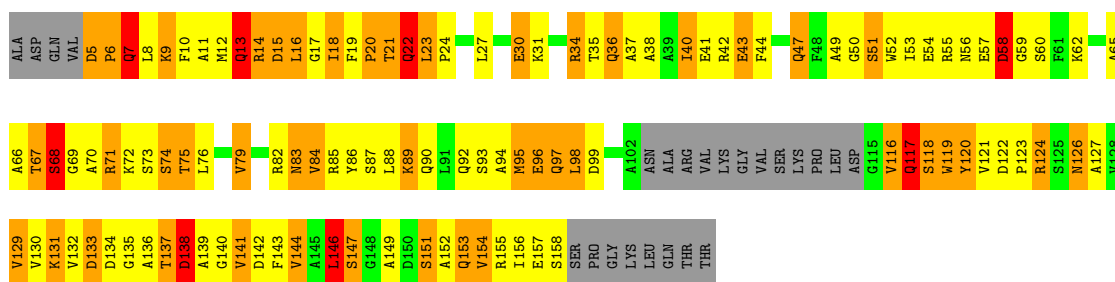 ALA ASP GLN VAL D5 P6 Q7 L8 K9 F10 A11 M12 Q13 R14 D15 L16 G17 I18 F19 P20 T21 Q22 L23 P24 L27 E30 K31 R34 T35 Q36 A37 A38 A39 I40 E41 R42 E43 F44 Q47 F48 A49 G50 S51 W52 I53 E54 R55 N56 E57 D58 G59 S60 F61 K62 A65
A66 T67 S68 G69 A70 R71 K72 S73 S74 T75 L76 V79 R82 N83 V84 R85 Y86 S87 L88 K89 Q90 L91 Q92 S93 A94 M95 E96 Q97 L98 D99 A102 ASN ALA ARG VAL LYS GLY VAL SER LYS PRO LEU ASP G115 V116 Q117 S118 W119 Y120 V121 D122 P123 R124 S125 N126 A127
V129 V130 K131 V132 D133 D134 G135 A136 T137 D138 A139 G140 V141 D142 F143 V144 A145 L146 S147 G148 A149 D150 S151 A152 Q153 V154 R155 I156 E157 S158 SER PRO GLY LYS LEU GLN THR THR